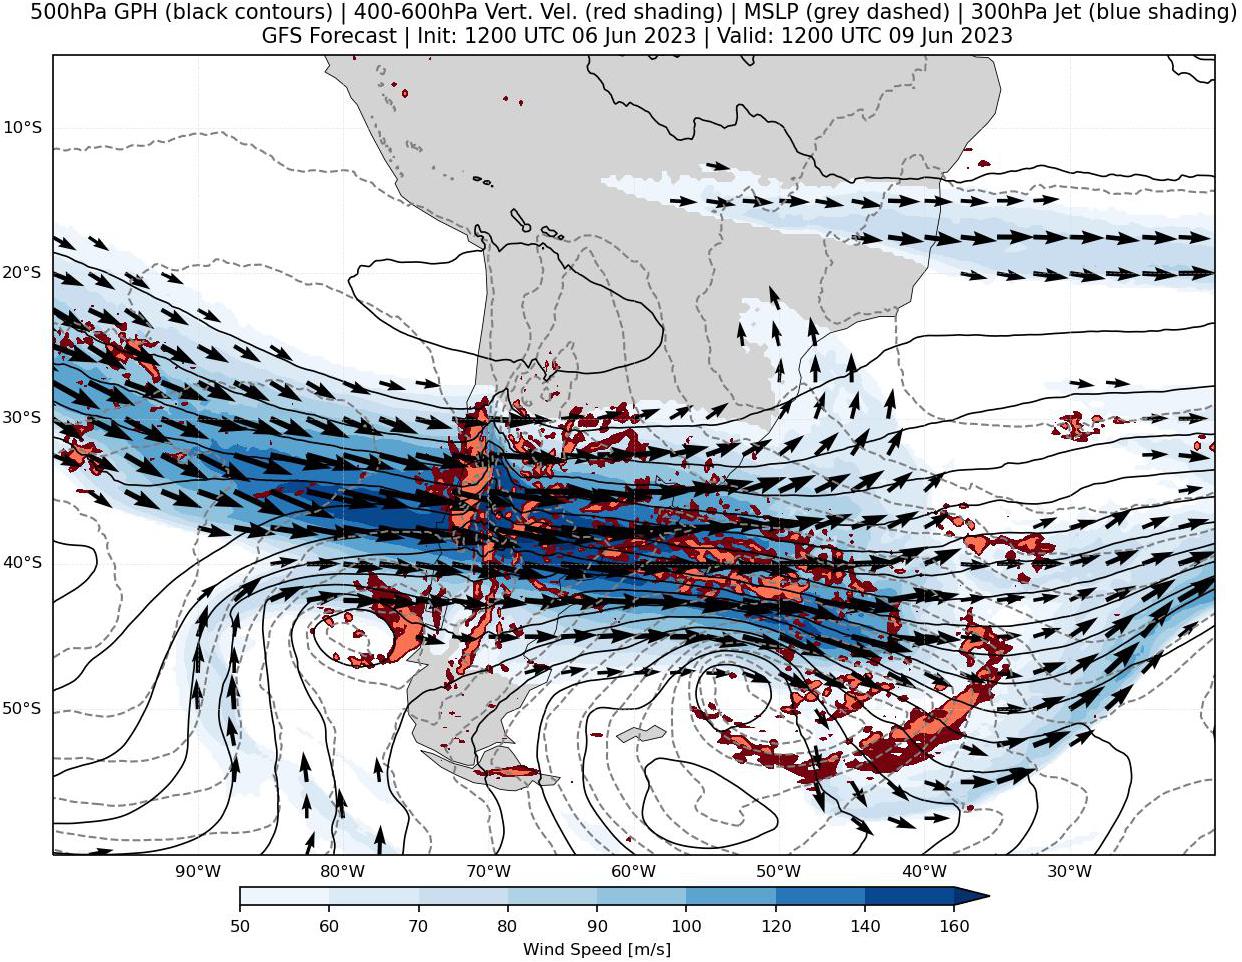 500hPa GPH (black contours) | 400-600hPa Vert. Vel. (red shading) | MSLP (grey dashed) | 300hPa Jet (blue shading)
GFS Forecast | Init: 1200 UTC 06 Jun 2023 | Valid: 1200 UTC 09 Jun 2023
10°S
20°S
30°S
40°S
50°S
90°W 80°W 70°W 60°W 50°W 40°W 30°W
50 60 70 80 90 100 120 140 160
Wind Speed [m/s]